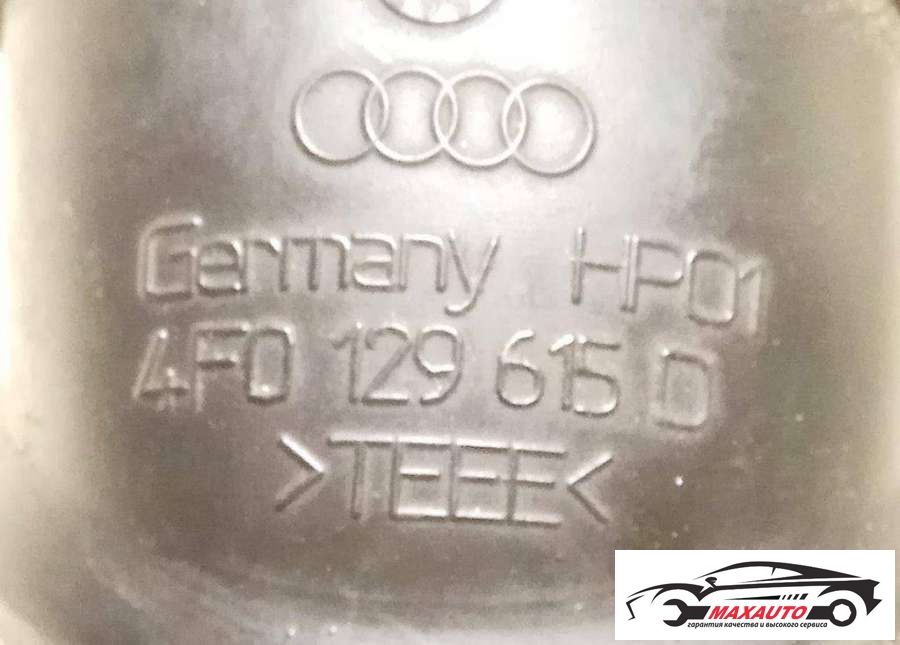 Germany HP01
4F0 129 615 D
>TEEE<
MAXAUTO
гарантия качества и высокого сервиса